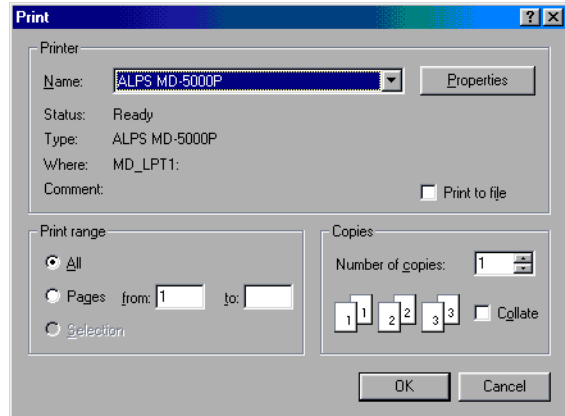 Print
Printer
Name: ALPS MD-5000P Properties
Status: Ready
Type: ALPS MD-5000P
Where: MD_LPT1:
Comment: Print to file
Print range
All
Pages from: 1 to:
Selection
Copies
Number of copies: 1
1 1 2 2 3 3 Collate
OK Cancel